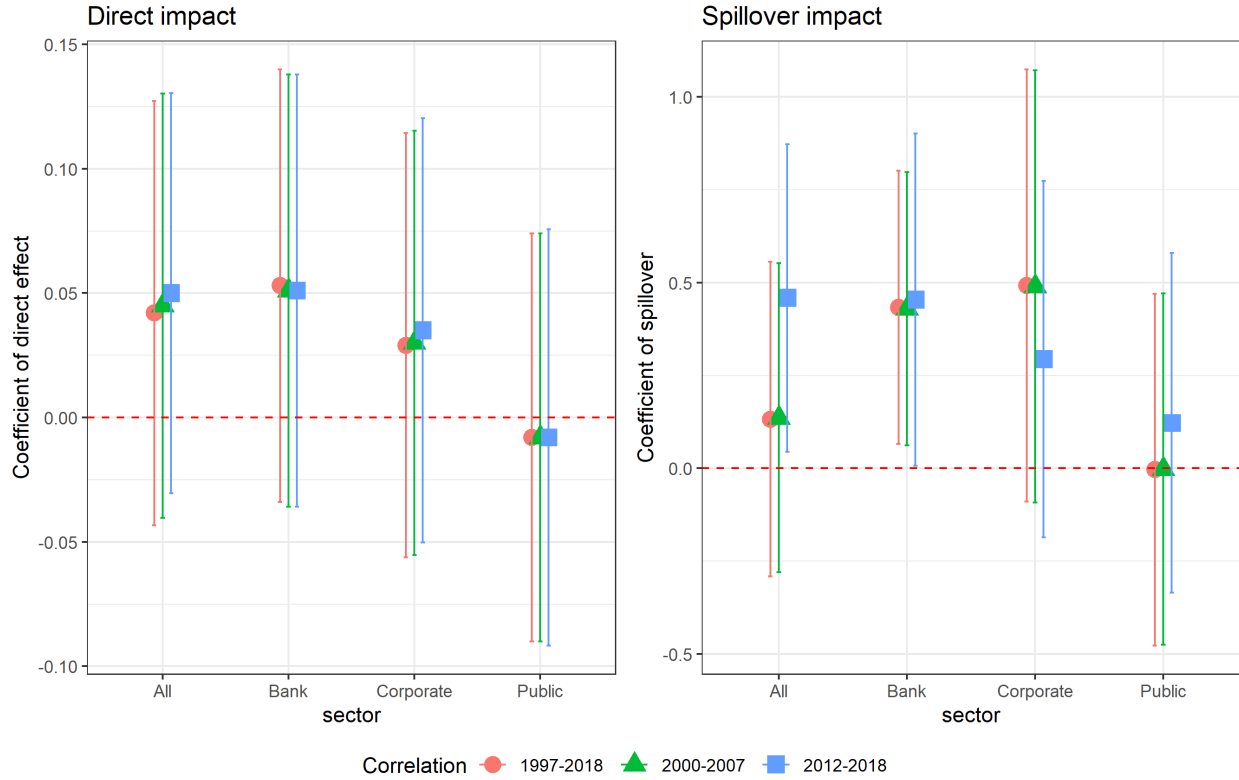 Direct impact
Coefficient of direct effect
0.15
0.10
0.05
0.00
-0.05
-0.10
All Bank Corporate Public
sector
Spillover impact
Coefficient of spillover
1.0
0.5
0.0
-0.5
All Bank Corporate Public
sector
Correlation 1997-2018 2000-2007 2012-2018